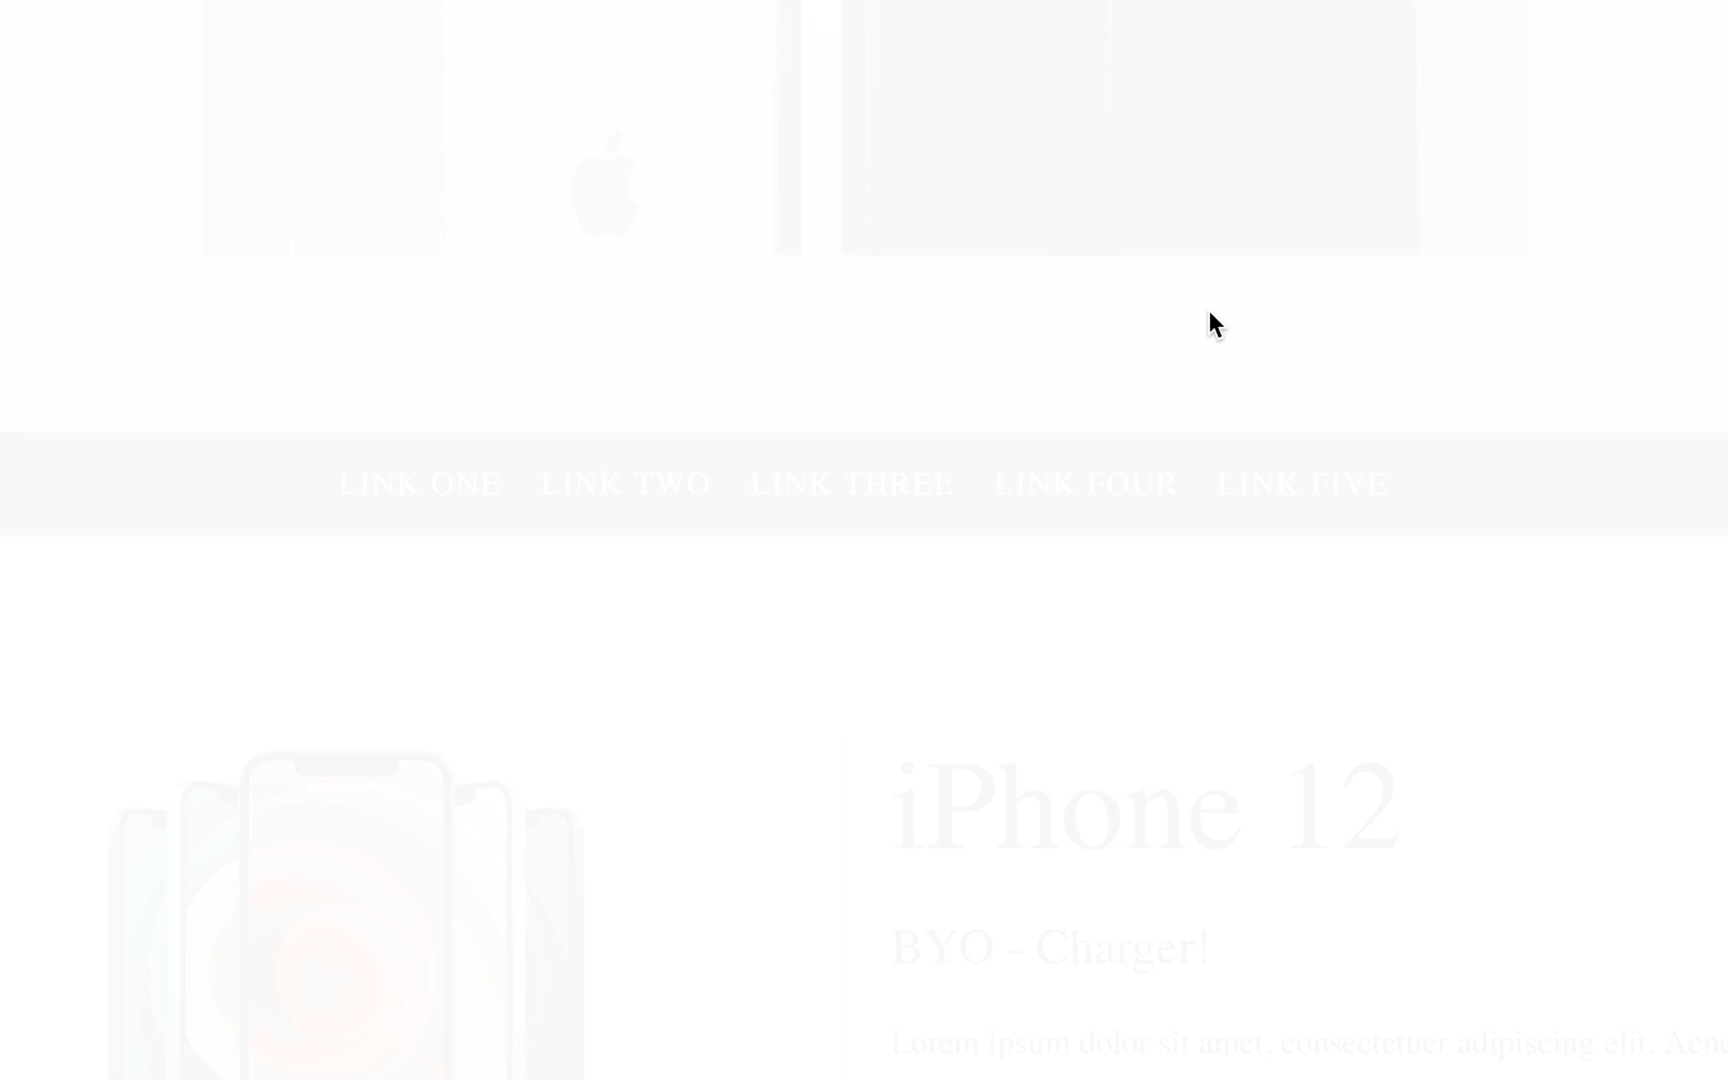 LINK ONE LINK TWO LINK THREE LINK FOUR LINK FIVE
iPhone 12
BYO - Charger!
Lorem ipsum dolor sit amet, consectetuer adipiscing elit. Aene